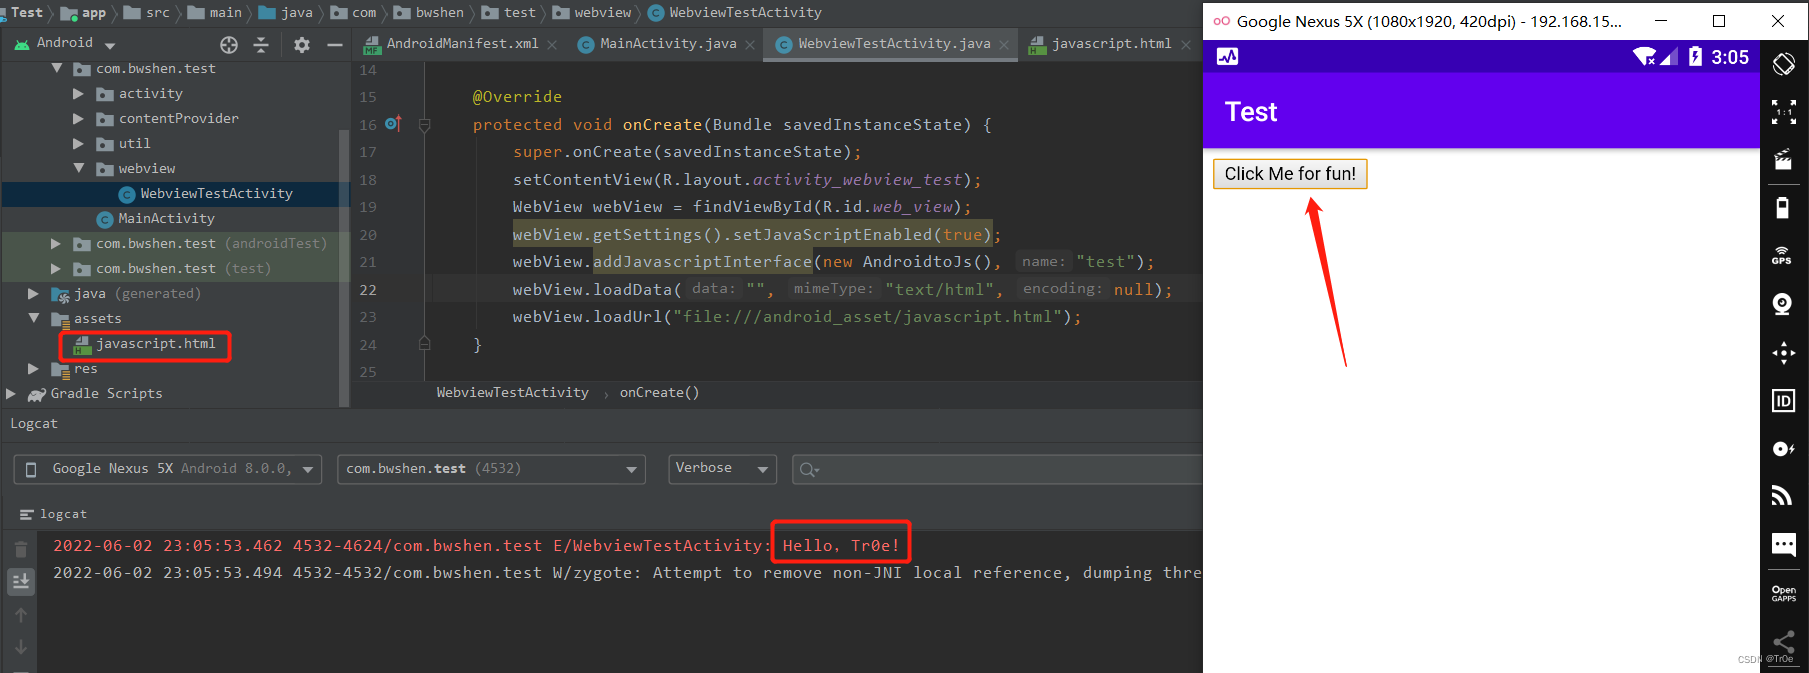 Test app src main java com bwshen test webview WebviewTestActivity
Android
AndroidManifest.xml MainActivity.java WebviewTestActivity.java javascript.html
com.bwshen.test
activity
contentProvider
util
webview
WebviewTestActivity
MainActivity
com.bwshen.test (androidTest)
com.bwshen.test (test)
java (generated)
assets
javascript.html
res
Gradle Scripts
14
15 @Override
16 protected void onCreate(Bundle savedInstanceState) {
17 super.onCreate(savedInstanceState);
18 setContentView(R.layout.activity_webview_test);
19 WebView webView = findViewById(R.id.web_view);
20 webView.getSettings().setJavaScriptEnabled(true);
21 webView.addJavascriptInterface(new AndroidtoJs(), name: "test");
22 webView.loadData( data: "", mimeType: "text/html", encoding: null);
23 webView.loadUrl("file:///android_asset/javascript.html");
24 }
25
WebviewTestActivity › onCreate()
Logcat
Google Nexus 5X Android 8.0.0, com.bwshen.test (4532) Verbose
logcat
2022-06-02 23:05:53.462 4532-4624/com.bwshen.test E/WebviewTestActivity: Hello, Tr0e!
2022-06-02 23:05:53.494 4532-4532/com.bwshen.test W/zygote: Attempt to remove non-JNI local reference, dumping thre
Google Nexus 5X (1080x1920, 420dpi) - 192.168.15...
3:05
Test
Click Me for fun!
1:1
GPS
ID
Open
GAPPS
CSDN @Tr0e